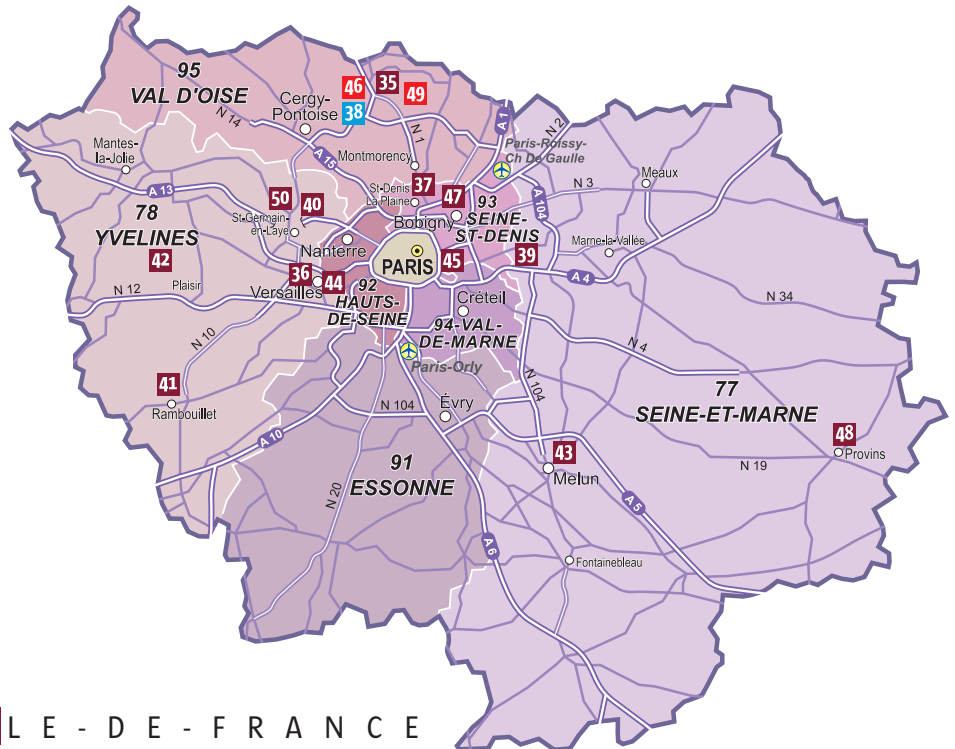 95
VAL D'OISE
46
35
49
38
Cergy-
Pontoise
N 14
A 15
N 1
A 1
N 2
Paris-Roissy-
Ch De Gaulle
Mantes-
la-Jolie
Montmorency
A 13
A 104
N 3
Meaux
St-Denis
La Plaine
37
47
50
40
78
YVELINES
42
St-Germain-
en-Laye
Bobigny
93
SEINE-
ST-DENIS
Nanterre
Marne-la-Vallée
PARIS
45
39
A 4
36
44
Versailles
N 12
Plaisir
92
HAUTS-
DE-SEINE
Créteil
94-VAL-
DE-MARNE
N 34
N 10
N 4
Paris-Orly
41
Rambouillet
N 104
Évry
N 104
77
SEINE-ET-MARNE
A 10
48
Provins
43
Melun
N 19
91
ESSONNE
N 20
A 5
A 6
Fontainebleau
LE-DE-FRANCE